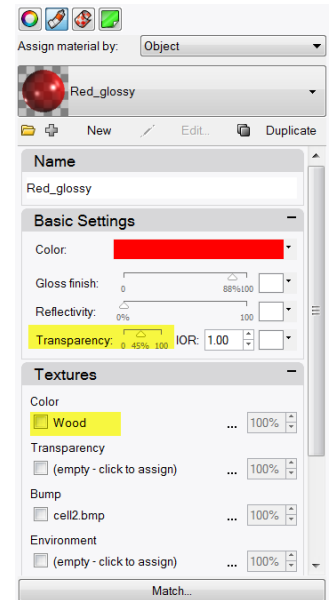 Assign material by: Object
Red_glossy
New Edit... Duplicate
Name
Red_glossy
Basic Settings
Color:
Gloss finish: 0 88% 100
Reflectivity: 0% 100
Transparency: 0 45% 100 IOR: 1.00
Textures
Color
Wood ... 100%
Transparency
(empty - click to assign) ... 100%
Bump
cell2.bmp ... 100%
Environment
(empty - click to assign) ... 100%
Match...